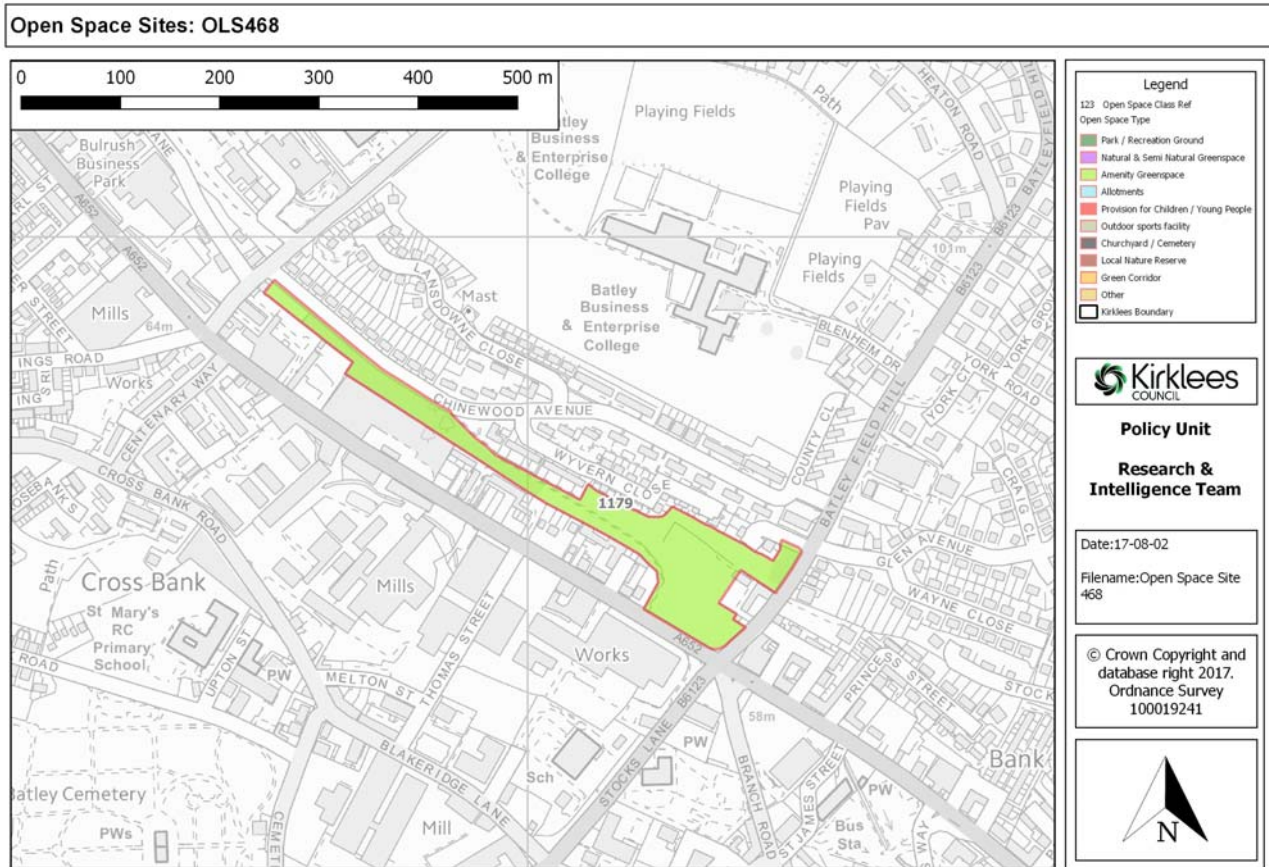 Open Space Sites: OLS468
0 100 200 300 400 500 m
Legend
123 Open Space Class Ref
Open Space Type
Park / Recreation Ground
Natural & Semi Natural Greenspace
Amenity Greenspace
Allotments
Provision for Children / Young People
Outdoor sports facility
Churchyard / Cemetery
Local Nature Reserve
Green Corridor
Other
Kirklees Boundary
Kirklees
COUNCIL
Policy Unit
Research &
Intelligence Team
Date:17-08-02
Filename:Open Space Site
468
© Crown Copyright and
database right 2017.
Ordnance Survey
100019241
N
Bulrush
Business
Park
Business
& Enterprise
College
Playing Fields
Path
HEATON ROAD
BATLEY FIELD HILL
Playing
Fields
Pav
101m
B6123
Playing
Fields
A652
Mast
LANSDOWNE CLOSE
Batley
Business
& Enterprise
College
BLENHEIM DR
YORK ROAD
YORK CL
CRAIG CL
Mills
64m
INGS ROAD
Works
CENTENARY WAY
CHINEWOOD AVENUE
WYVERN CLOSE
COUNTY CL
BATLEY FIELD HILL
1179
GLEN AVENUE
WAYNE CLOSE
CROSS BANK ROAD
Path
Cross Bank
St Mary's
RC
Primary
School
UPTON ST
PW
MELTON ST
Mills
THOMAS STREET
Works
A652
B6123
STOCKS LANE
58m
PRINCESS STREET
PW
Bank
BLAKERIDGE LANE
Sch
BRANCH ROAD
ST JAMES STREET
PW
Bus
Sta
Batley Cemetery
PWs
Mill